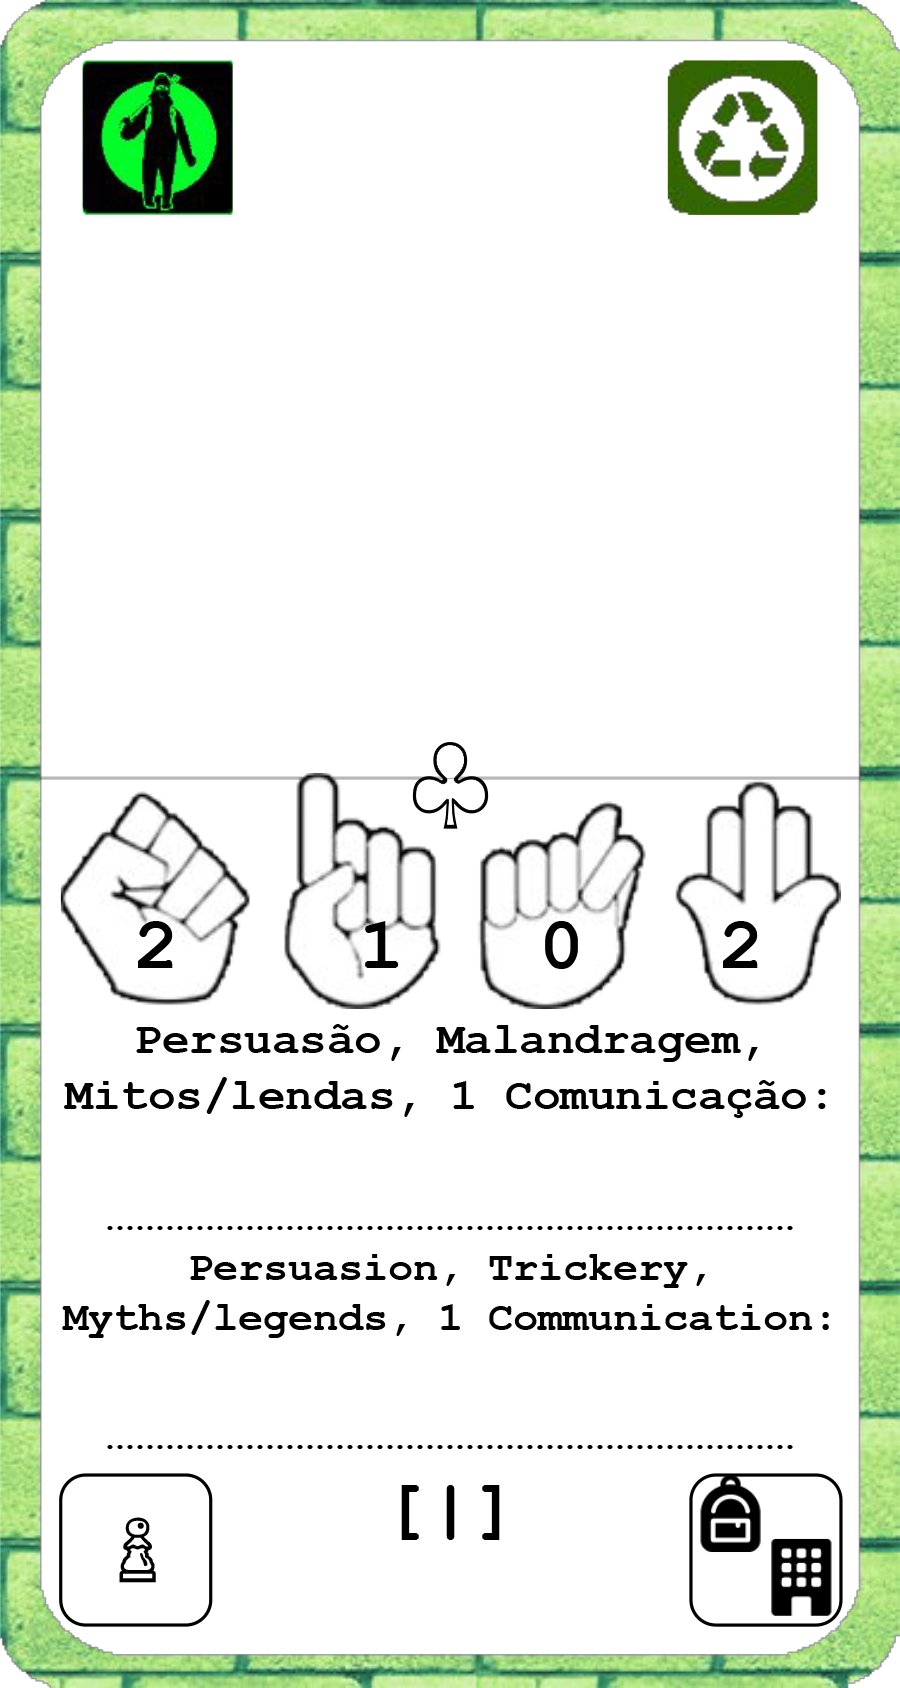 2 1 0 2
Persuasão, Malandragem,
Mitos/lendas, 1 Comunicação:
Persuasion, Trickery,
Myths/legends, 1 Communication:
[|]